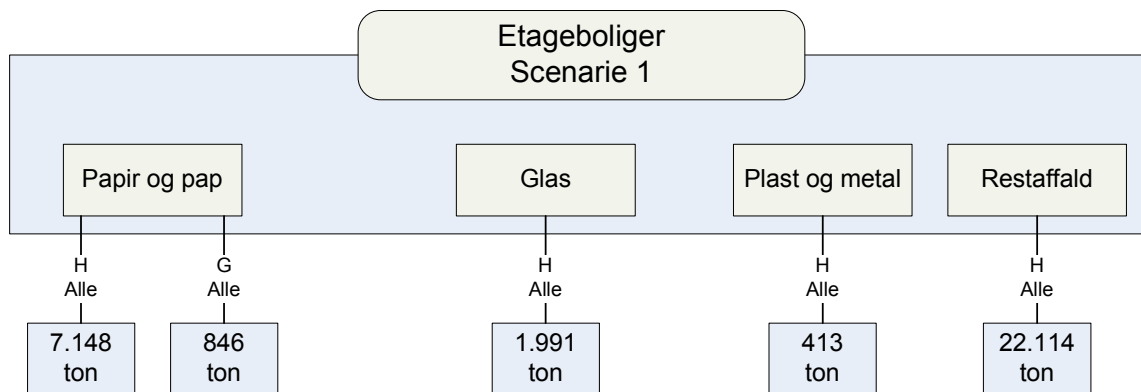 Etageboliger
Scenarie 1
Papir og pap
Glas
Plast og metal
Restaffald
H
Alle
G
Alle
H
Alle
H
Alle
H
Alle
7.148
ton
846
ton
1.991
ton
413
ton
22.114
ton